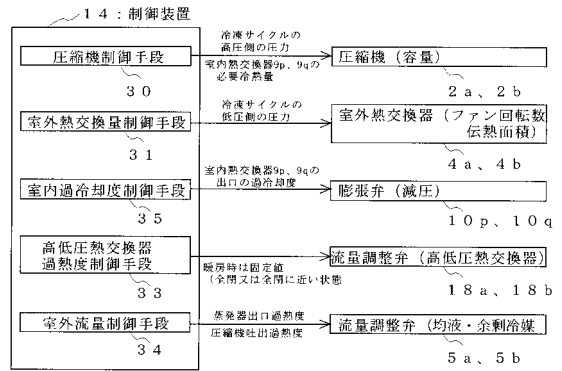 14：制御装置
圧縮機制御手段
30
冷凍サイクルの
高圧側の圧力
室内熱交換器9p、9qの
必要冷熱量
圧縮機（容量）
2a、2b
室外熱交換量制御手段
31
冷凍サイクルの
低圧側の圧力
室外熱交換器（ファン回転数
伝熱面積）
4a、4b
室内過冷却度制御手段
35
室内熱交換器9p、9qの
出口の過冷却度
膨張弁（減圧）
10p、10q
高低圧熱交換器
過熱度制御手段
33
暖房時は固定値
（全閉又は全閉に近い状態
流量調整弁（高低圧熱交換器）
18a、18b
室外流量制御手段
34
蒸発器出口過熱度
圧縮機吐出過熱度
流量調整弁（均液・余剰冷媒
5a、5b